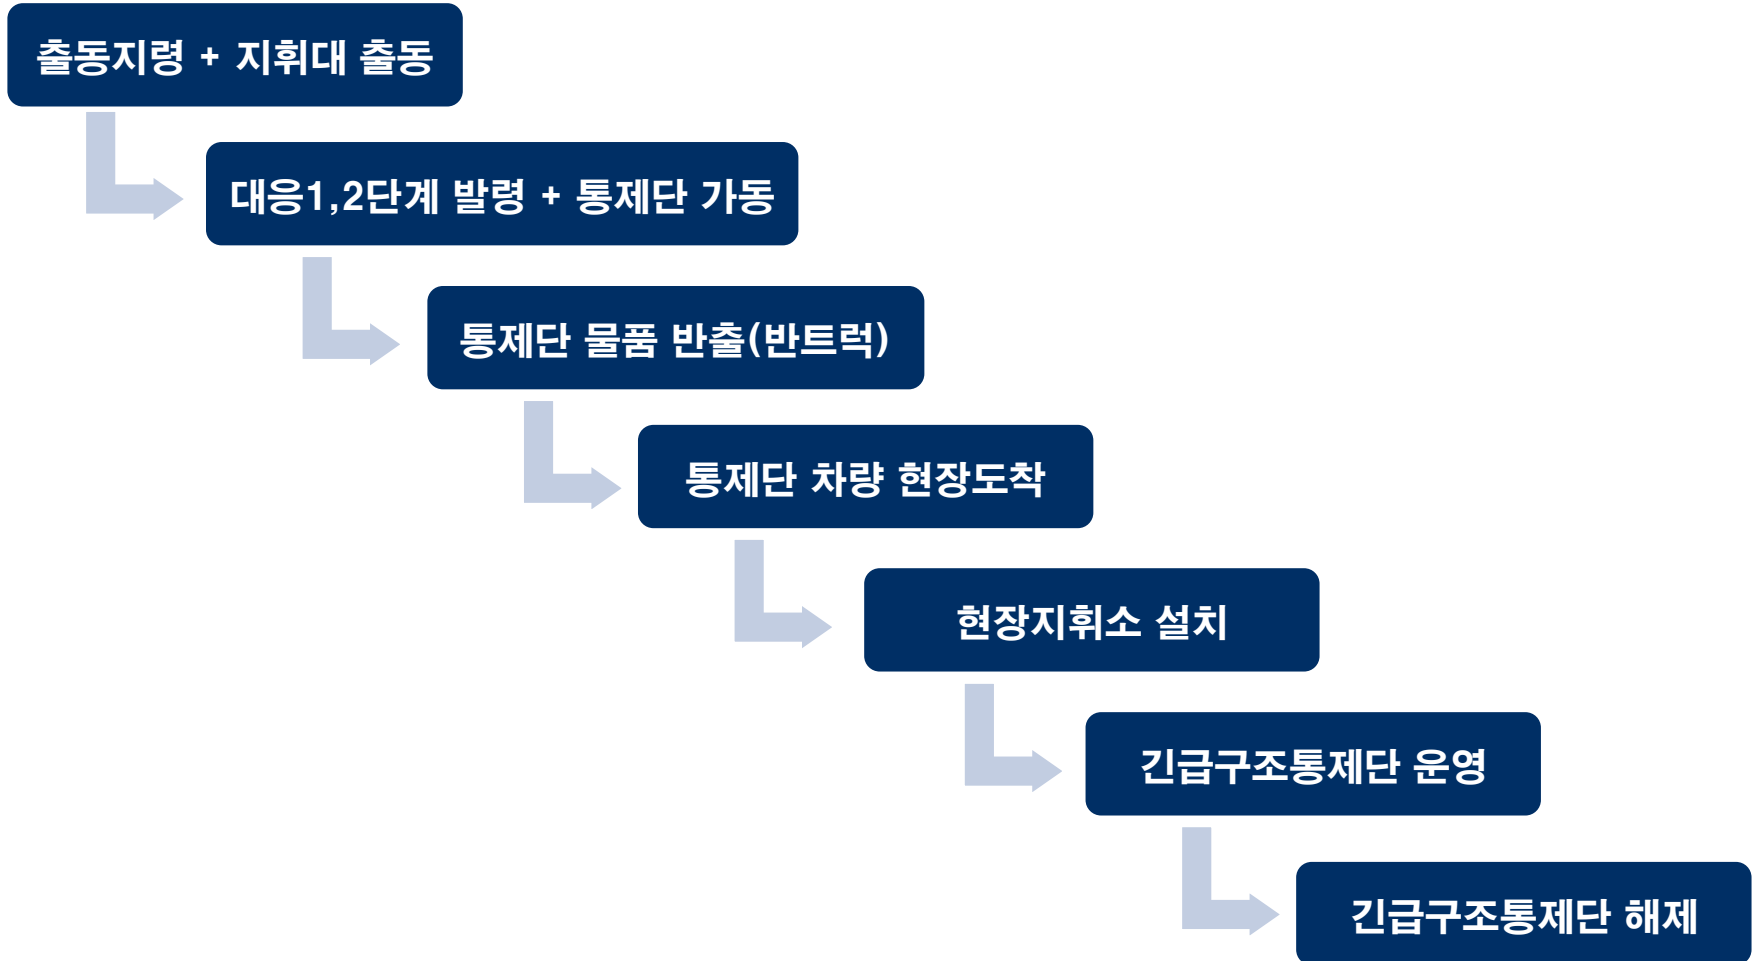 출동지령 + 지휘대 출동
대응1,2단계 발령 + 통제단 가동
통제단 물품 반출(반트럭)
통제단 차량 현장도착
현장지휘소 설치
긴급구조통제단 운영
긴급구조통제단 해제